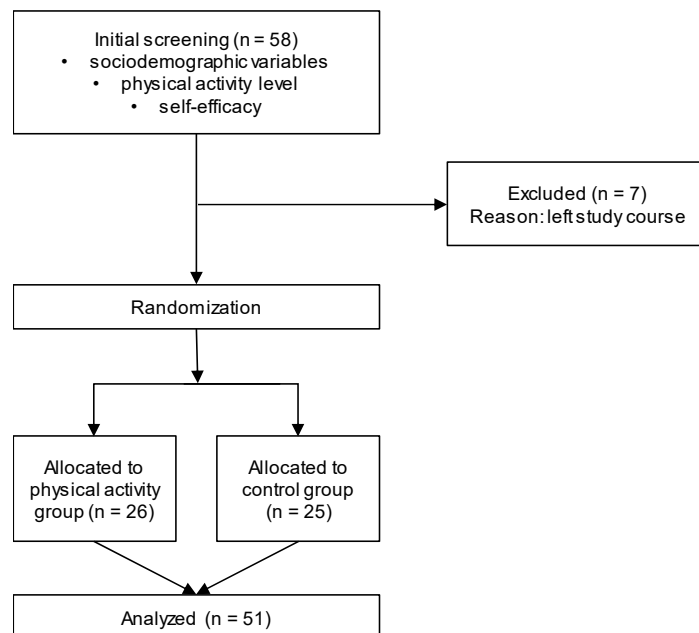 Initial screening (n = 58)
• sociodemographic variables
• physical activity level
• self-efficacy
Excluded (n = 7)
Reason: left study course
Randomization
Allocated to
physical activity
group (n = 26)
Allocated to
control group
(n = 25)
Analyzed (n = 51)